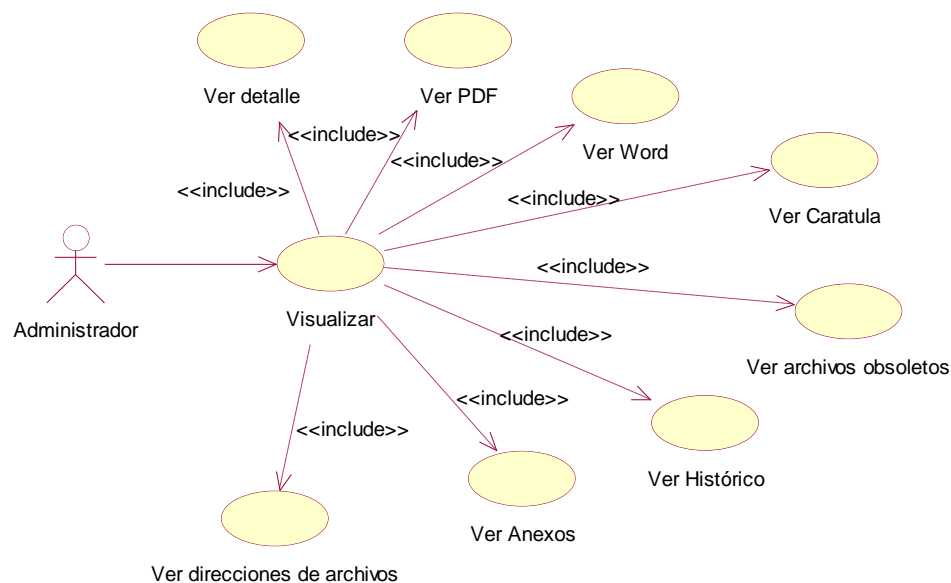 Ver detalle
Ver PDF
<<include>>
Ver Word
<<include>>
<<include>>
<<include>>
Ver Caratula
<<include>>
Administrador
Visualizar
<<include>>
Ver archivos obsoletos
<<include>>
<<include>>
Ver Histórico
Ver Anexos
Ver direcciones de archivos